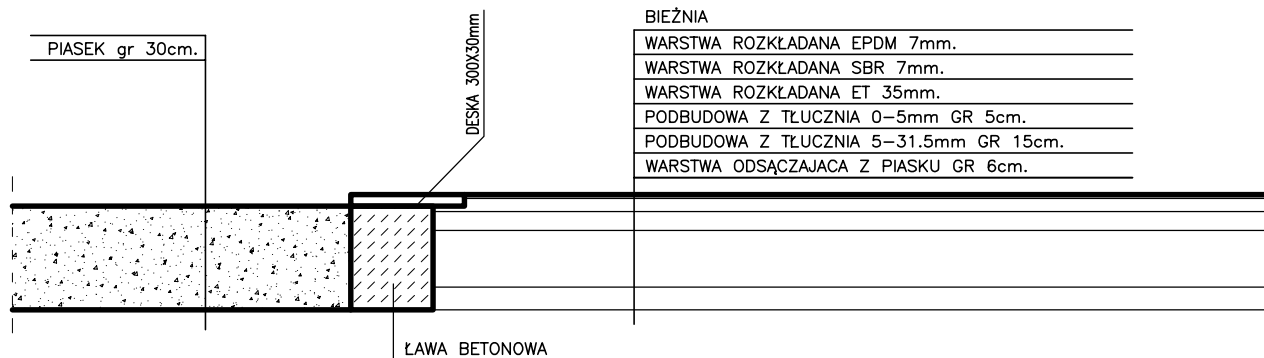 PIASEK gr 30cm.
DESKA 300X30mm
BIEŻNIA
WARSTWA ROZKŁADANA EPDM 7mm.
WARSTWA ROZKŁADANA SBR 7mm.
WARSTWA ROZKŁADANA ET 35mm.
PODBUDOWA Z TŁUCZNIA 0-5mm GR 5cm.
PODBUDOWA Z TŁUCZNIA 5-31.5mm GR 15cm.
WARSTWA ODSĄCZAJACA Z PIASKU GR 6cm.
ŁAWA BETONOWA